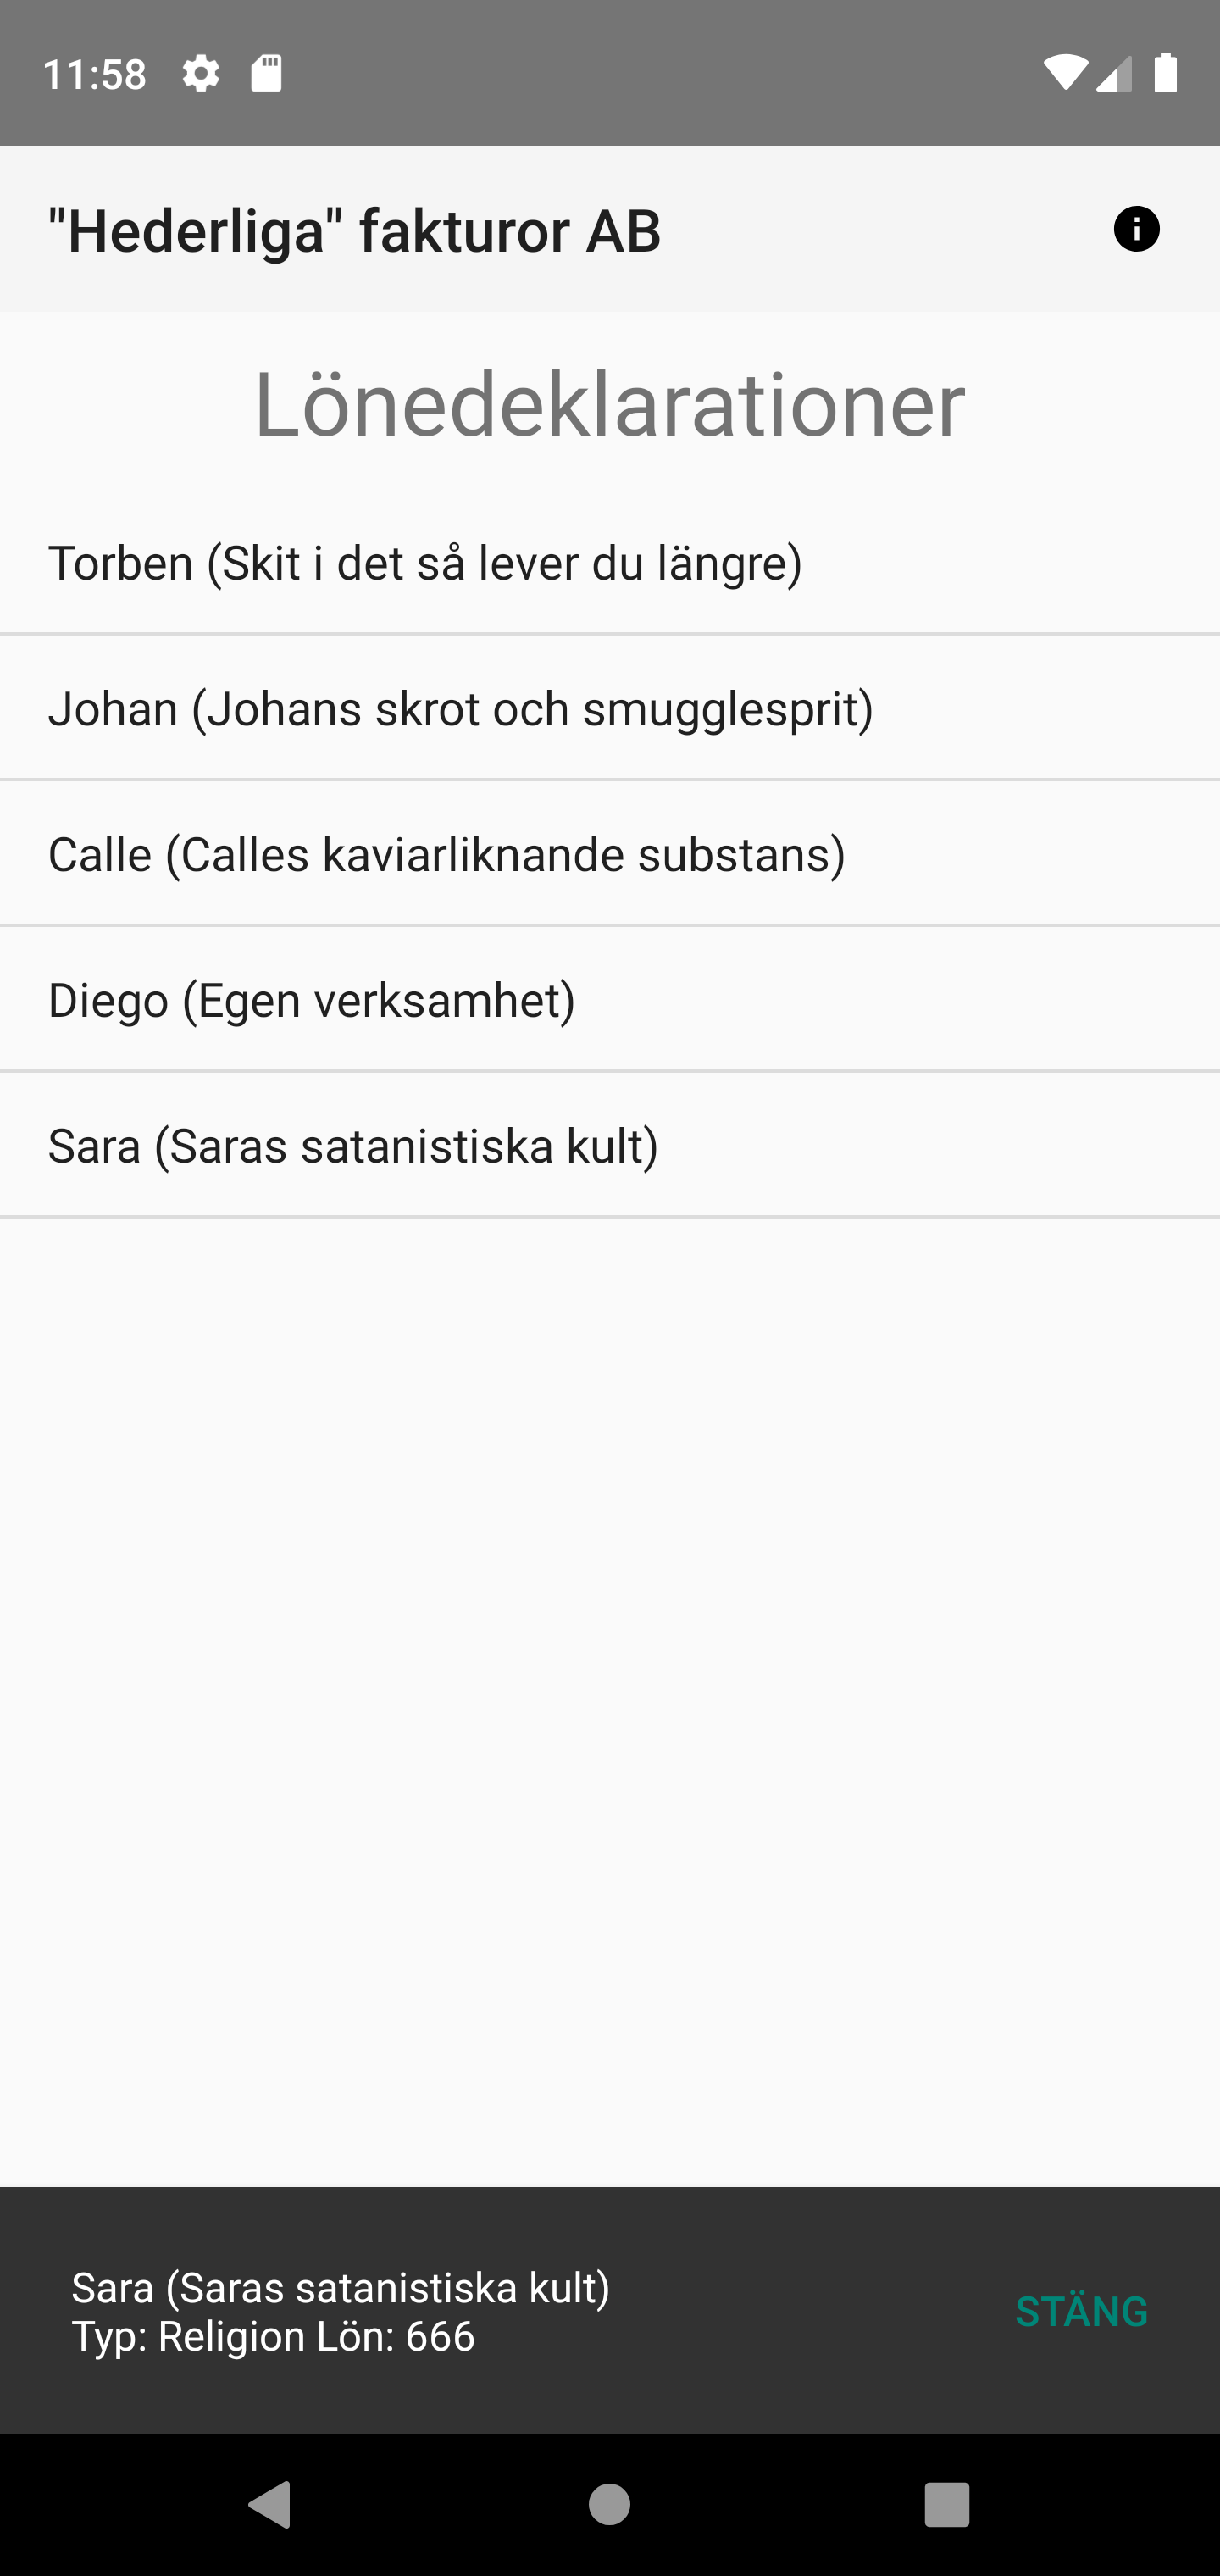 11:58
"Hederliga" fakturor AB
Lönedeklarationer
Torben (Skit i det så lever du längre)
Johan (Johans skrot och smugglesprit)
Calle (Calles kaviarliknande substans)
Diego (Egen verksamhet)
Sara (Saras satanistiska kult)
Sara (Saras satanistiska kult)
Typ: Religion Lön: 666
STÄNG